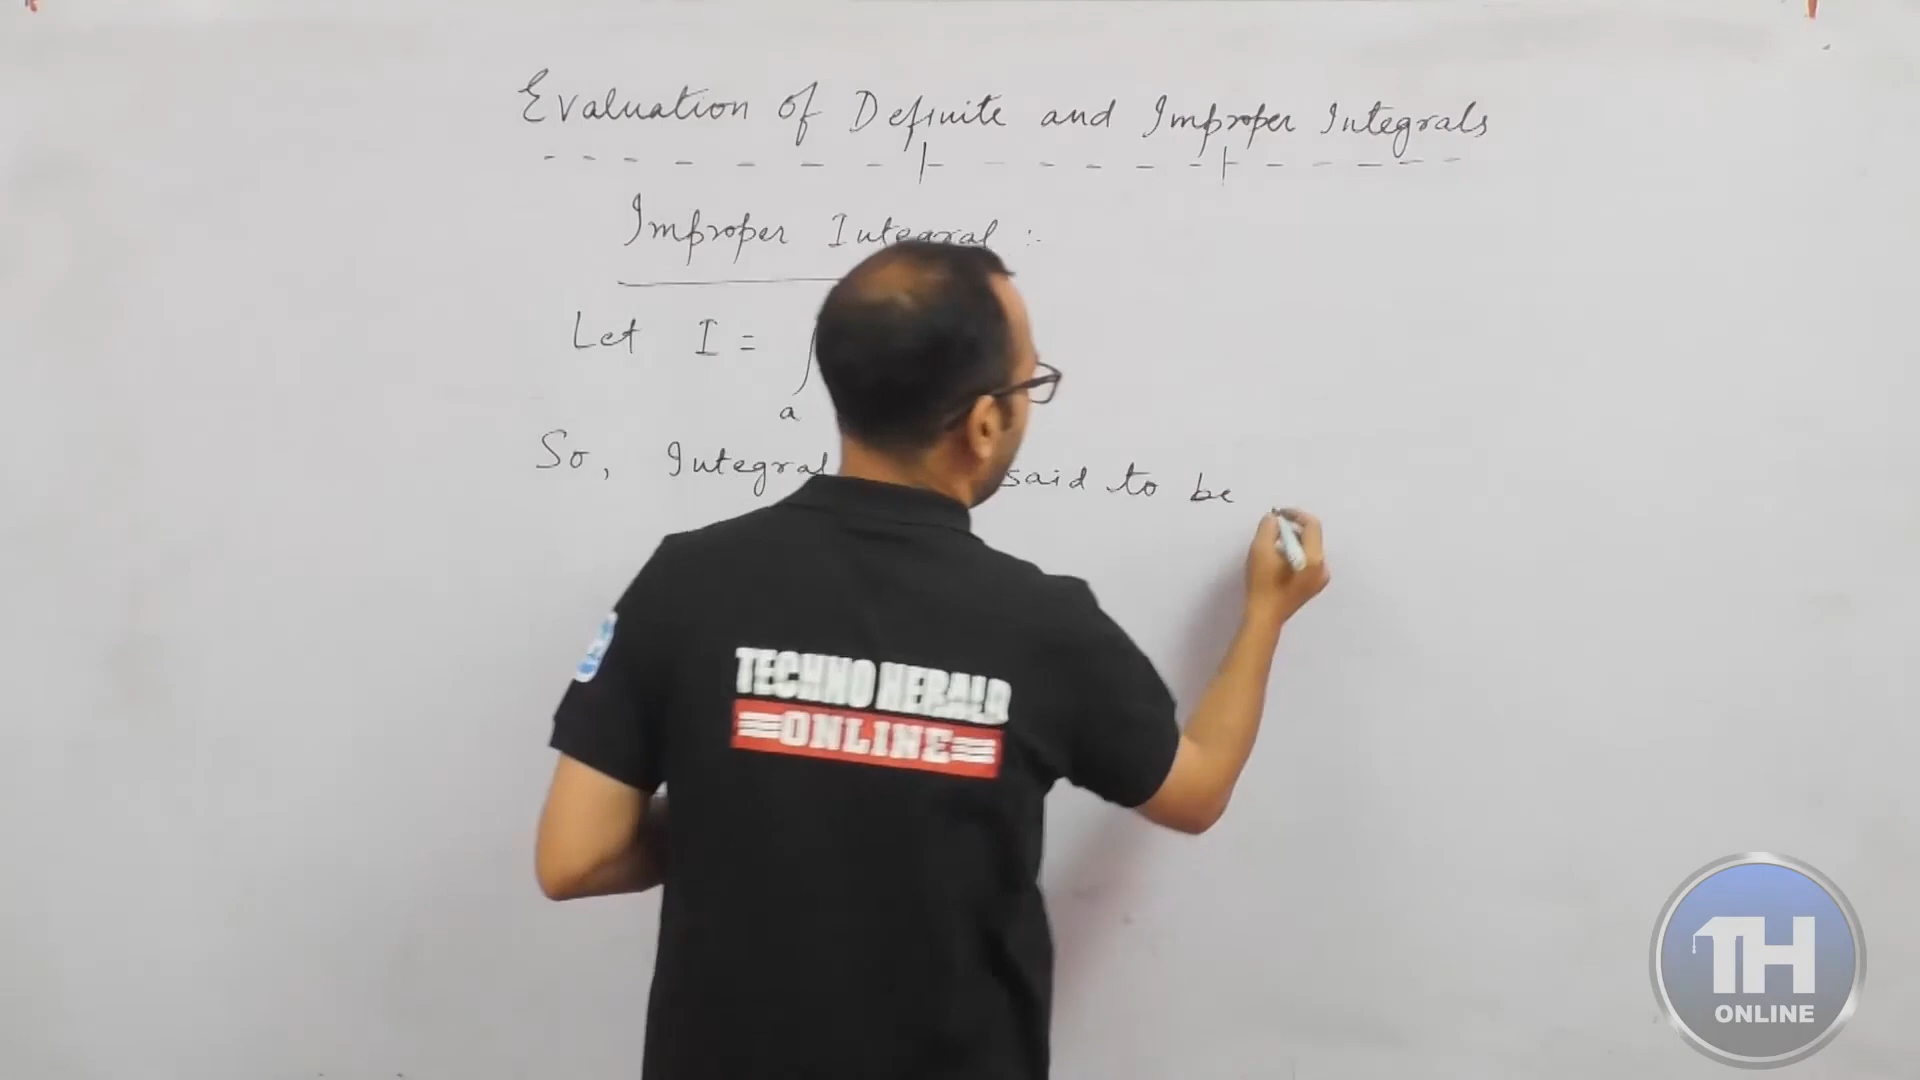 Evaluation of Definite and Improper Integrals
Improper Integral :-
Let I = ∫
a
So, Integral said to be
TECHNO HERALD
ONLINE
TH
ONLINE